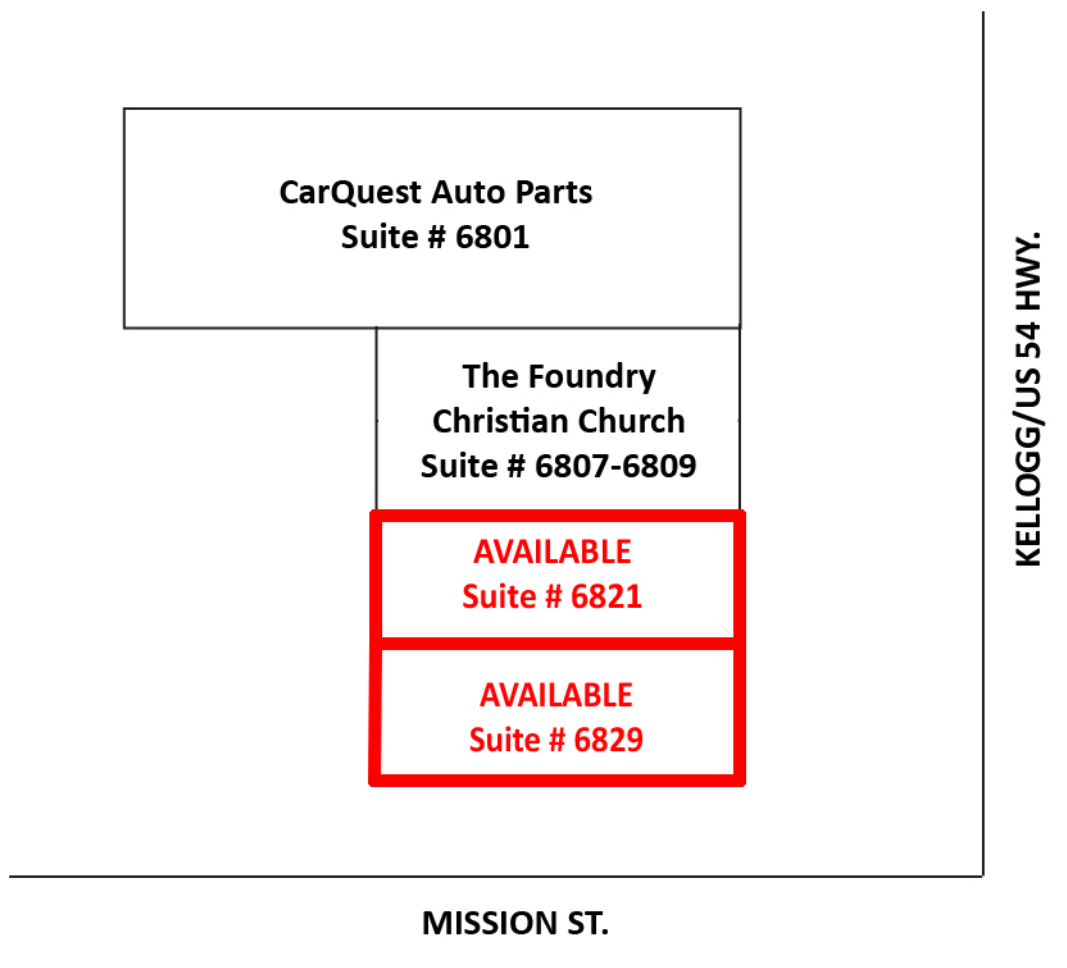 CarQuest Auto Parts
Suite # 6801
The Foundry
Christian Church
Suite # 6807-6809
AVAILABLE
Suite # 6821
AVAILABLE
Suite # 6829
KELLOGG/US 54 HWY.
MISSION ST.